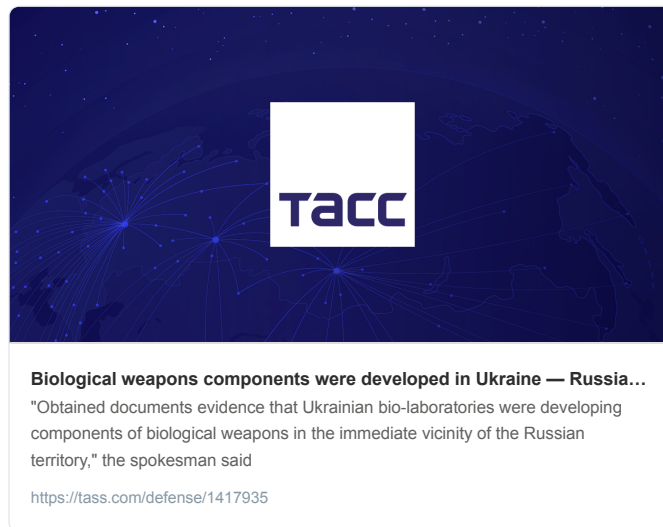 тасс
Biological weapons components were developed in Ukraine — Russia…
"Obtained documents evidence that Ukrainian bio-laboratories were developing
components of biological weapons in the immediate vicinity of the Russian
territory," the spokesman said
https://tass.com/defense/1417935